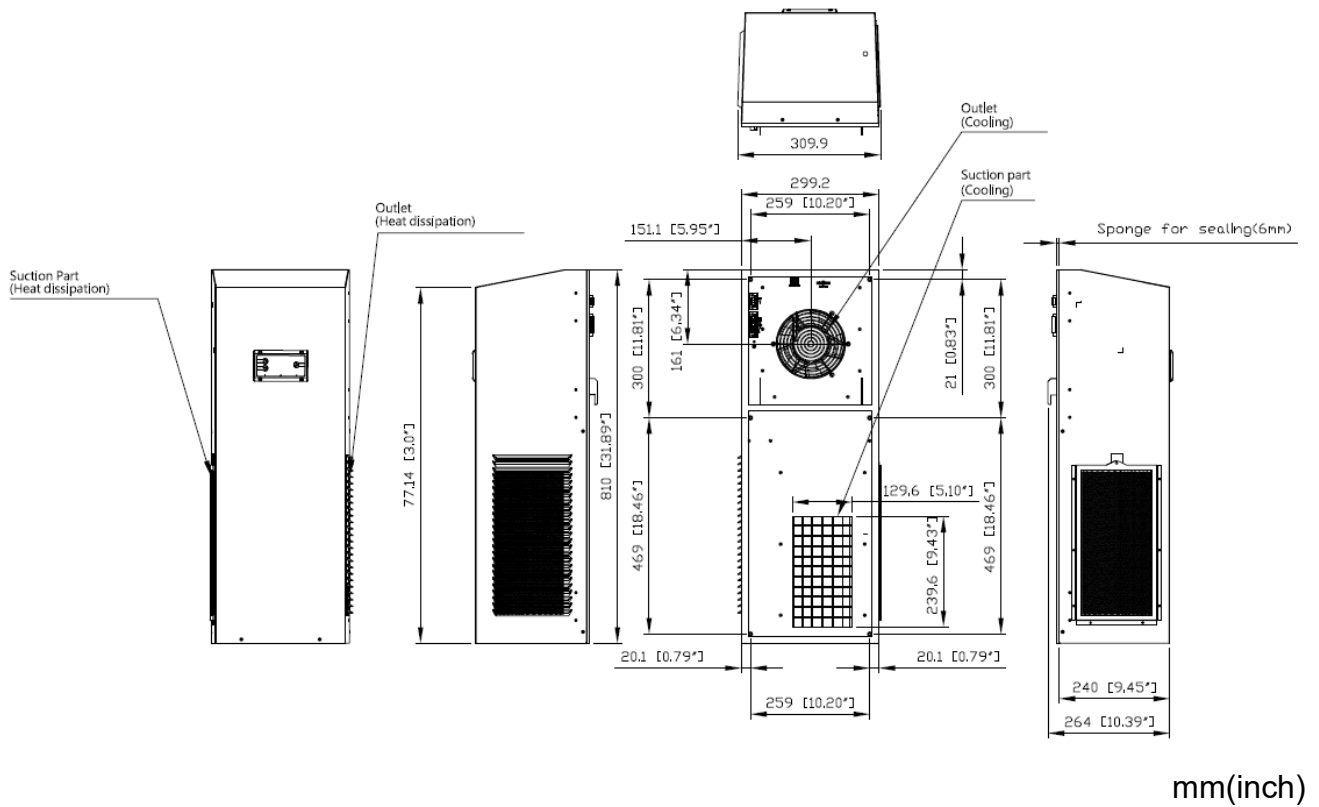 309.9
Outlet
(Cooling)
Suction part
(Cooling)
299.2
259 [10.20"]
151.1 [5.95"]
Outlet
(Heat dissipation)
Sponge for sealing(6mm)
Suction Part
(Heat dissipation)
300 [11.81"]
161 [6.34"]
21 [0.83"]
300 [11.81"]
77.14 [3.0"]
810 [31.89"]
469 [18.46"]
129.6 [5.10"]
239.6 [9.43"]
469 [18.46"]
20.1 [0.79"]
20.1 [0.79"]
259 [10.20"]
240 [9.45"]
264 [10.39"]
mm(inch)